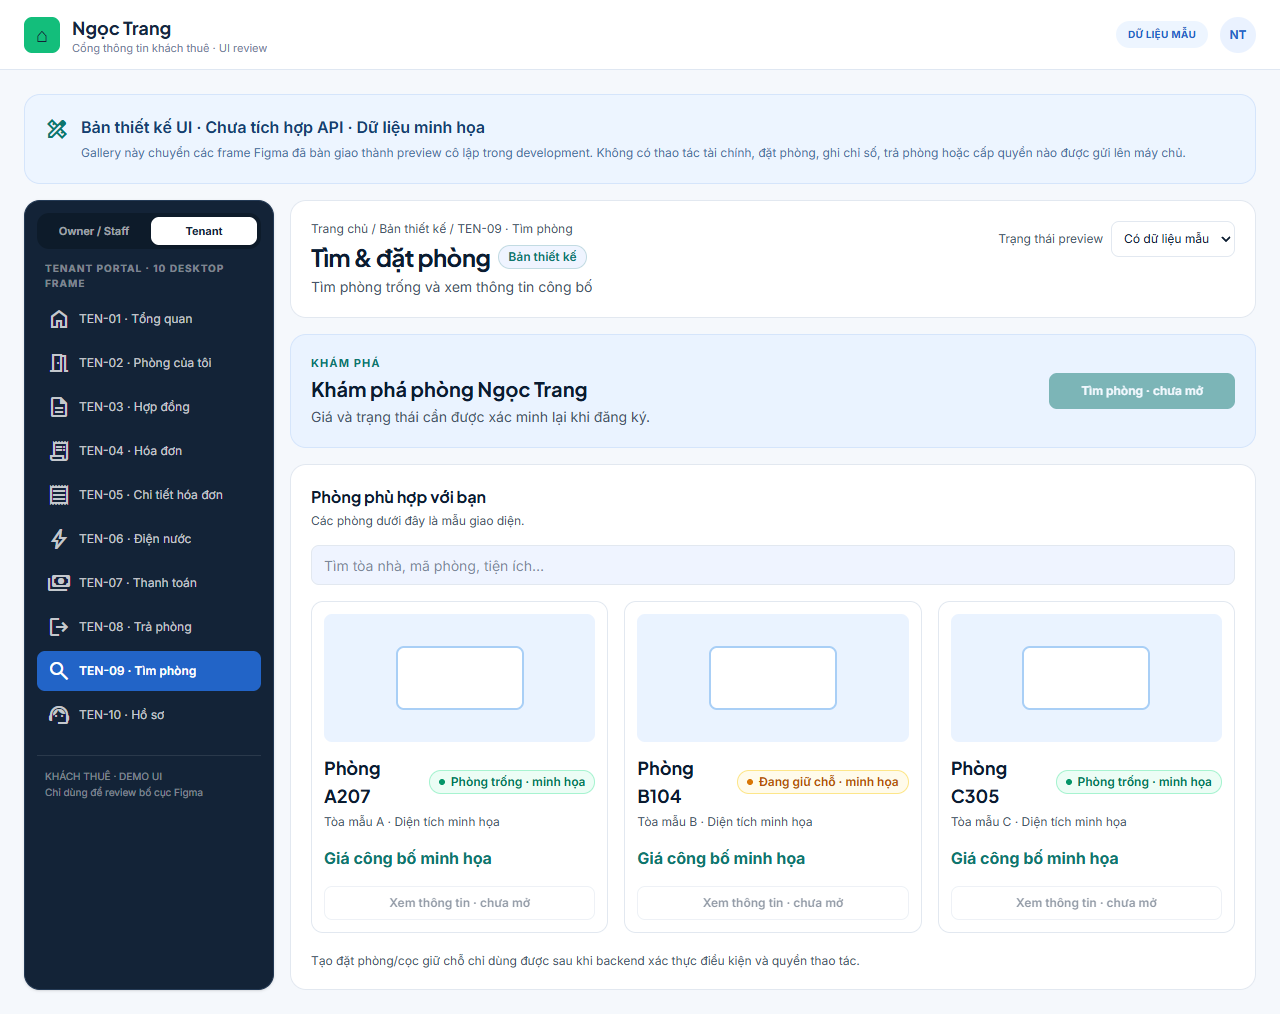 Ngọc Trang
Cổng thông tin khách thuê · UI review
DỮ LIỆU MẪU
NT
Bản thiết kế UI · Chưa tích hợp API · Dữ liệu minh họa
Gallery này chuyển các frame Figma đã bàn giao thành preview cô lập trong development. Không có thao tác tài chính, đặt phòng, ghi chỉ số, trả phòng hoặc cấp quyền nào được gửi lên máy chủ.
Owner / Staff
Tenant
TENANT PORTAL · 10 DESKTOP
FRAME
TEN-01 · Tổng quan
TEN-02 · Phòng của tôi
TEN-03 · Hợp đồng
TEN-04 · Hóa đơn
TEN-05 · Chi tiết hóa đơn
TEN-06 · Điện nước
TEN-07 · Thanh toán
TEN-08 · Trả phòng
TEN-09 · Tìm phòng
TEN-10 · Hồ sơ
KHÁCH THUÊ · DEMO UI
Chỉ dùng để review bố cục Figma
Trang chủ / Bản thiết kế / TEN-09 · Tìm phòng
Tìm & đặt phòng
Bản thiết kế
Tìm phòng trống và xem thông tin công bố
Trạng thái preview
Có dữ liệu mẫu
KHÁM PHÁ
Khám phá phòng Ngọc Trang
Giá và trạng thái cần được xác minh lại khi đăng ký.
Tìm phòng · chưa mở
Phòng phù hợp với bạn
Các phòng dưới đây là mẫu giao diện.
Tìm tòa nhà, mã phòng, tiện ích...
Phòng
A207
Phòng trống · minh họa
Tòa mẫu A · Diện tích minh họa
Giá công bố minh họa
Xem thông tin · chưa mở
Phòng
B104
Đang giữ chỗ · minh họa
Tòa mẫu B · Diện tích minh họa
Giá công bố minh họa
Xem thông tin · chưa mở
Phòng
C305
Phòng trống · minh họa
Tòa mẫu C · Diện tích minh họa
Giá công bố minh họa
Xem thông tin · chưa mở
Tạo đặt phòng/cọc giữ chỗ chỉ dùng được sau khi backend xác thực điều kiện và quyền thao tác.